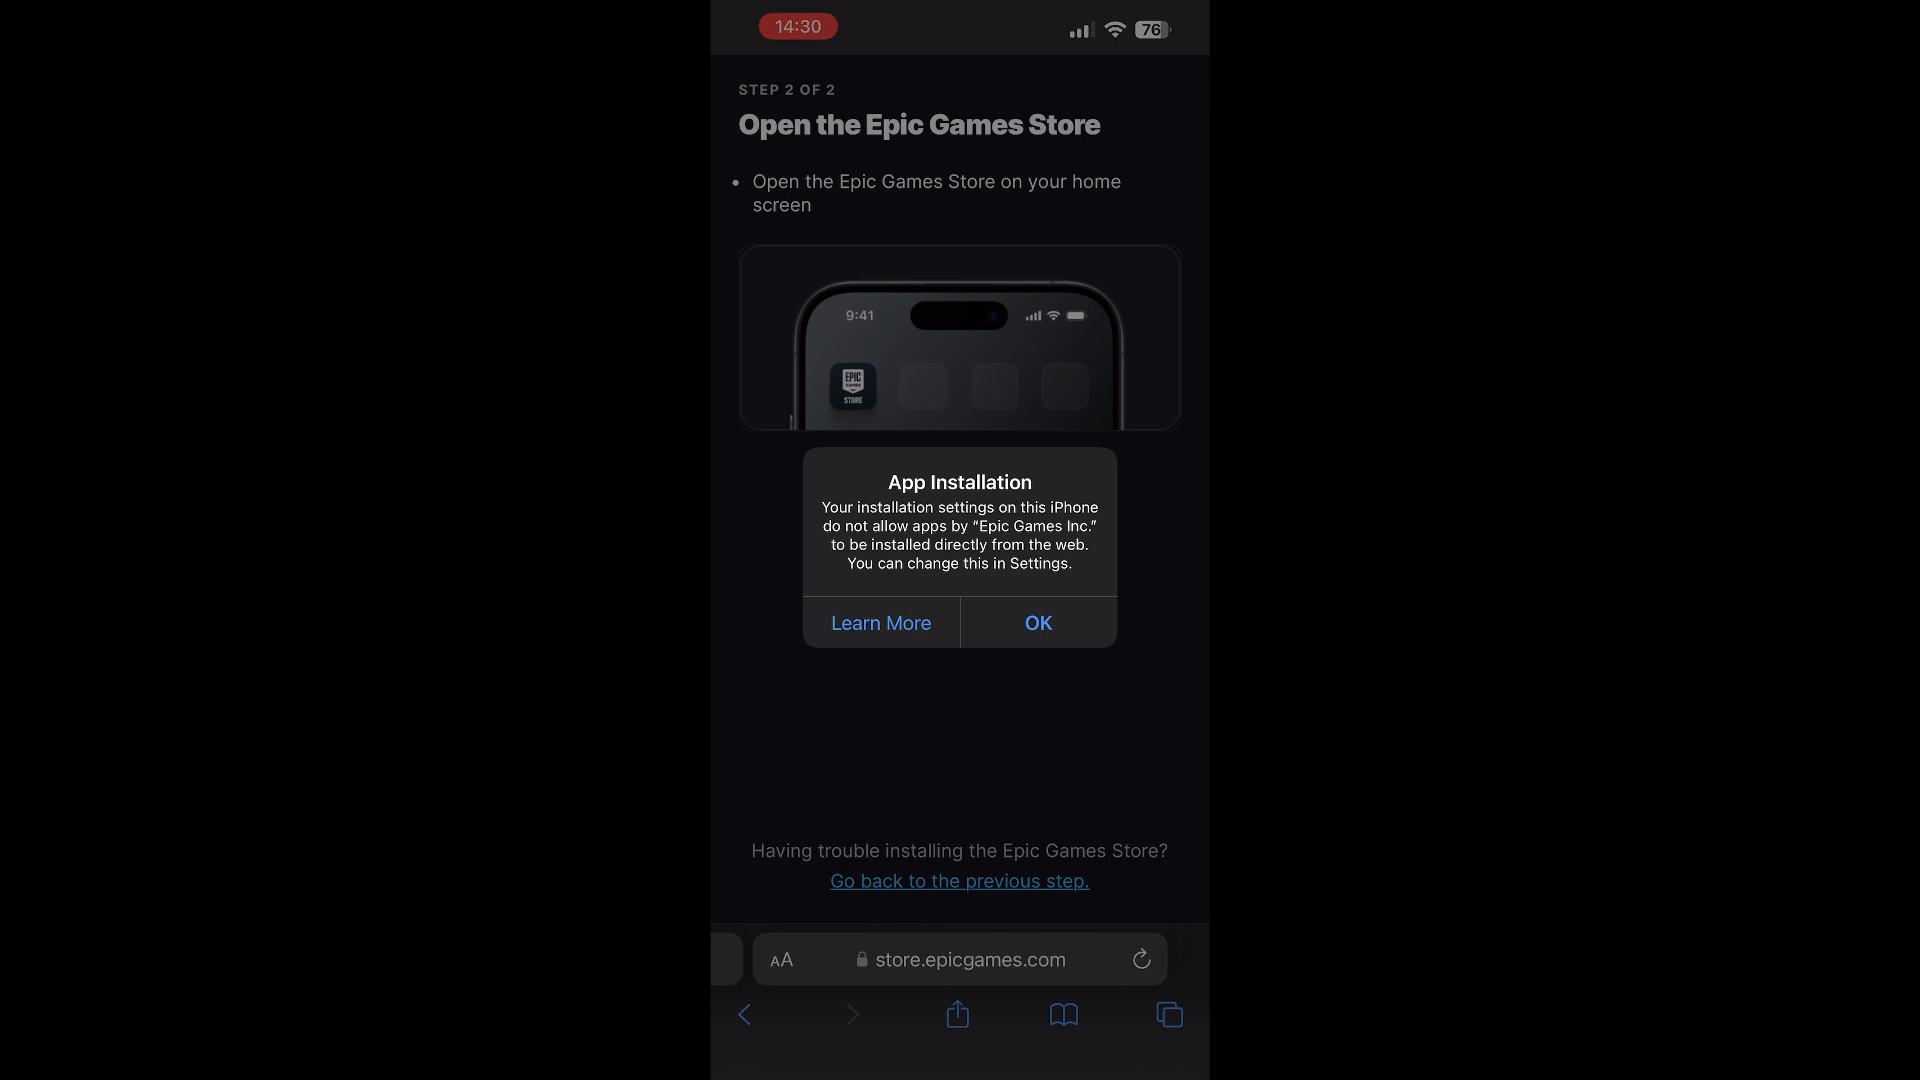 14:30
76
STEP 2 OF 2
Open the Epic Games Store
• Open the Epic Games Store on your home
screen
9:41
EPIC
GAMES
STORE
App Installation
Your installation settings on this iPhone
do not allow apps by “Epic Games Inc.”
to be installed directly from the web.
You can change this in Settings.
Learn More
OK
Having trouble installing the Epic Games Store?
Go back to the previous step.
AA
store.epicgames.com